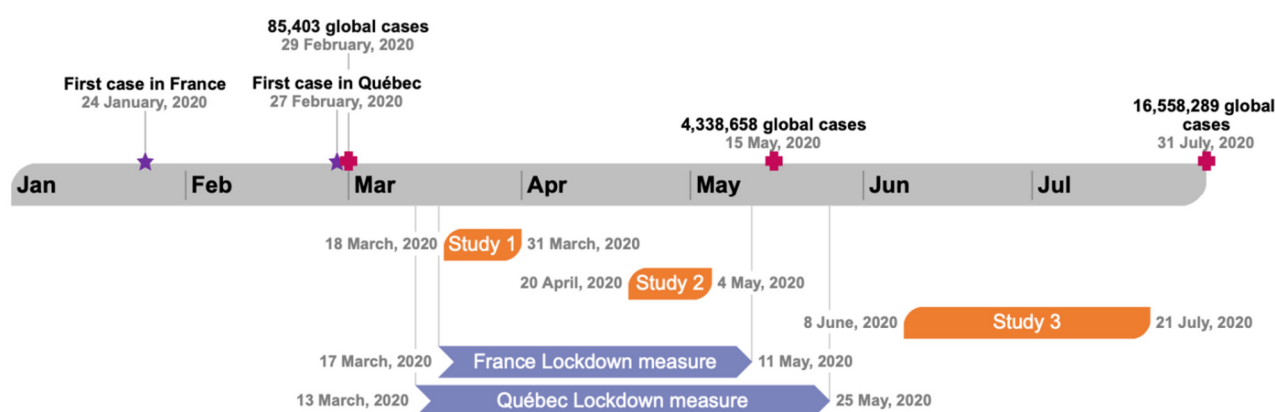 85,403 global cases
29 February, 2020
First case in France
24 January, 2020
First case in Québec
27 February, 2020
4,338,658 global cases
15 May, 2020
16,558,289 global
cases
31 July, 2020
Jan Feb Mar Apr May Jun Jul
18 March, 2020 Study 1 31 March, 2020
20 April, 2020 Study 2 4 May, 2020
8 June, 2020 Study 3 21 July, 2020
17 March, 2020 France Lockdown measure 11 May, 2020
13 March, 2020 Québec Lockdown measure 25 May, 2020